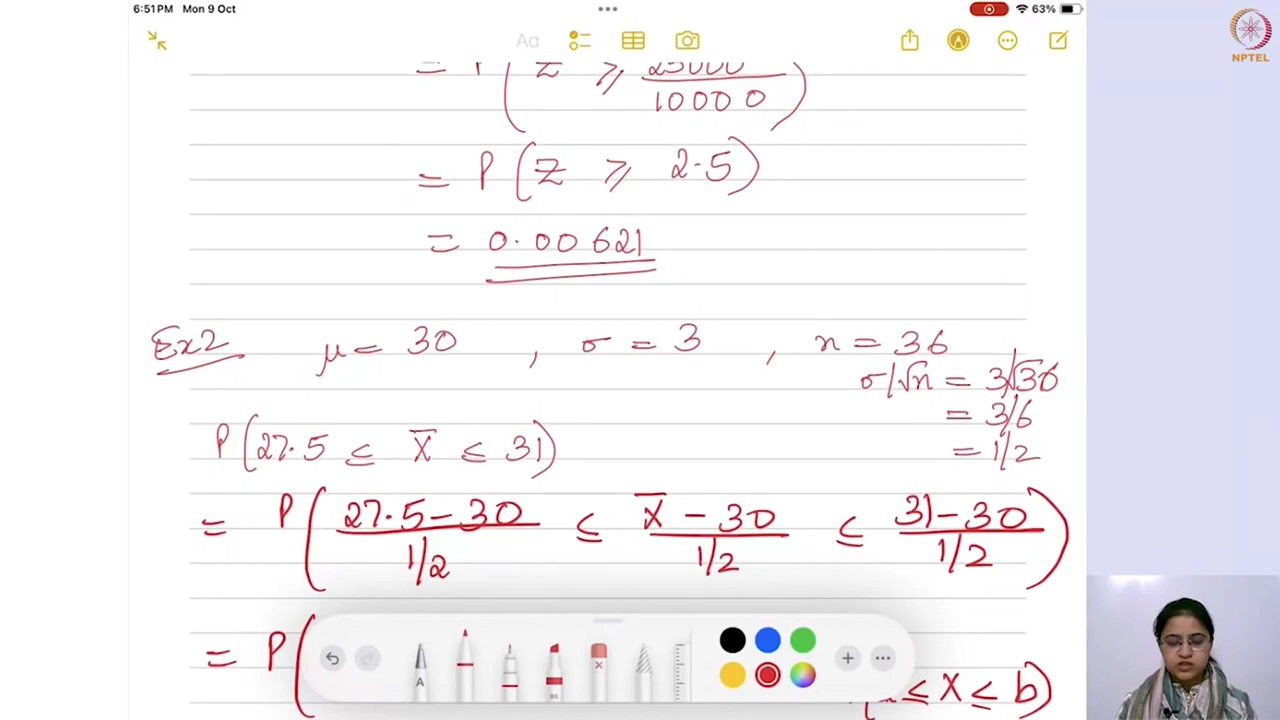 6:51 PM Mon 9 Oct
63%
NPTEL
Aa
= P ( Z ≥ 25000 / 10000 )
= P ( Z ≥ 2.5 )
= 0.00621
Ex2 μ = 30 , σ = 3 , n = 36
σ/√n = 3/√36
= 3/6
= 1/2
P ( 27.5 ≤ X̄ ≤ 31 )
= P ( 27.5 – 30 / 1/2 ≤ X̄ – 30 / 1/2 ≤ 31 – 30 / 1/2 )
= P (
≤ X ≤ b )
A
80